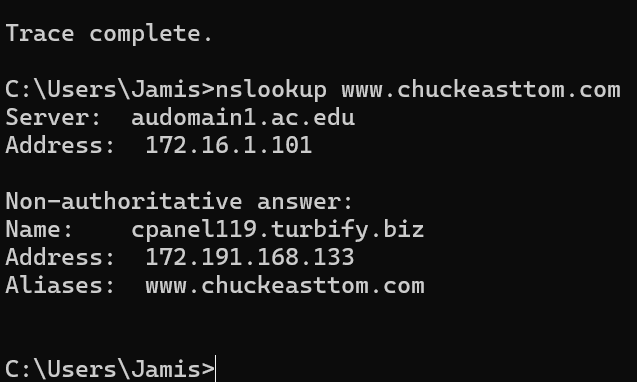 Trace complete.
C:\Users\Jamis>nslookup www.chuckeasttom.com
Server:  audomain1.ac.edu
Address:  172.16.1.101
Non-authoritative answer:
Name:    cpanel119.turbify.biz
Address:  172.191.168.133
Aliases:  www.chuckeasttom.com
C:\Users\Jamis>